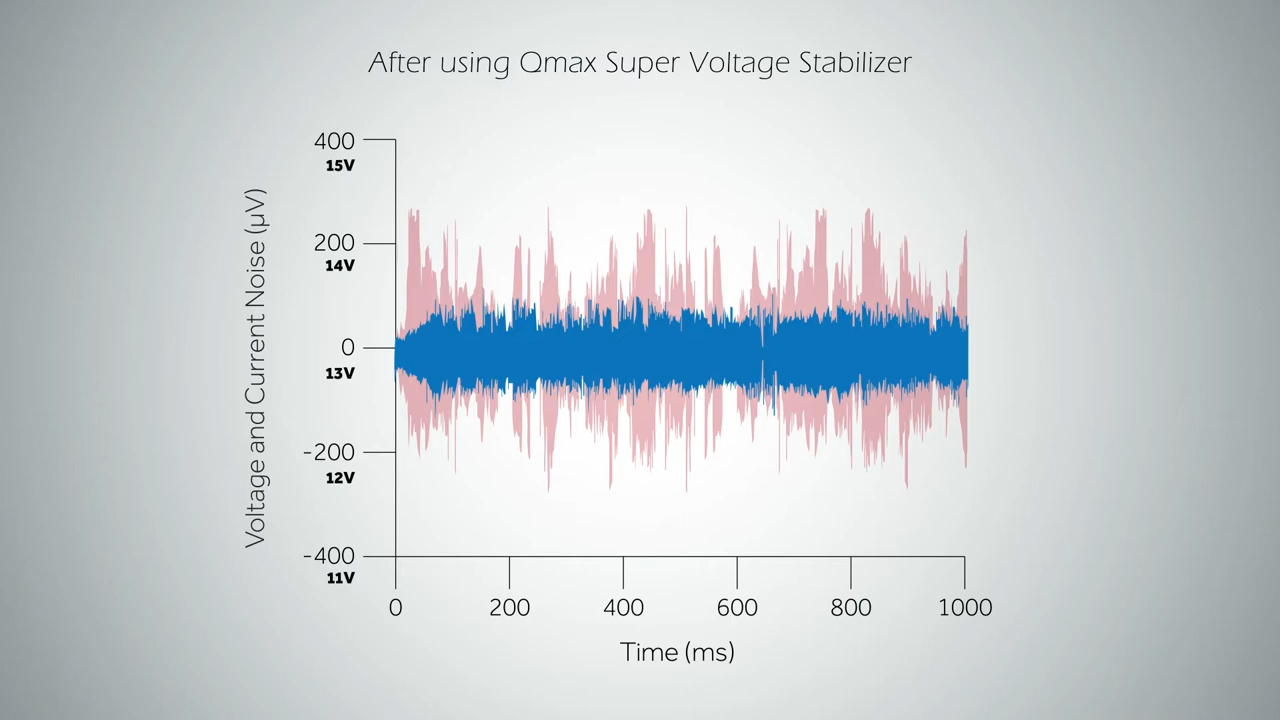 After using Qmax Super Voltage Stabilizer
Voltage and Current Noise (µV)
400
15V
200
14V
0
13V
-200
12V
-400
11V
0 200 400 600 800 1000
Time (ms)